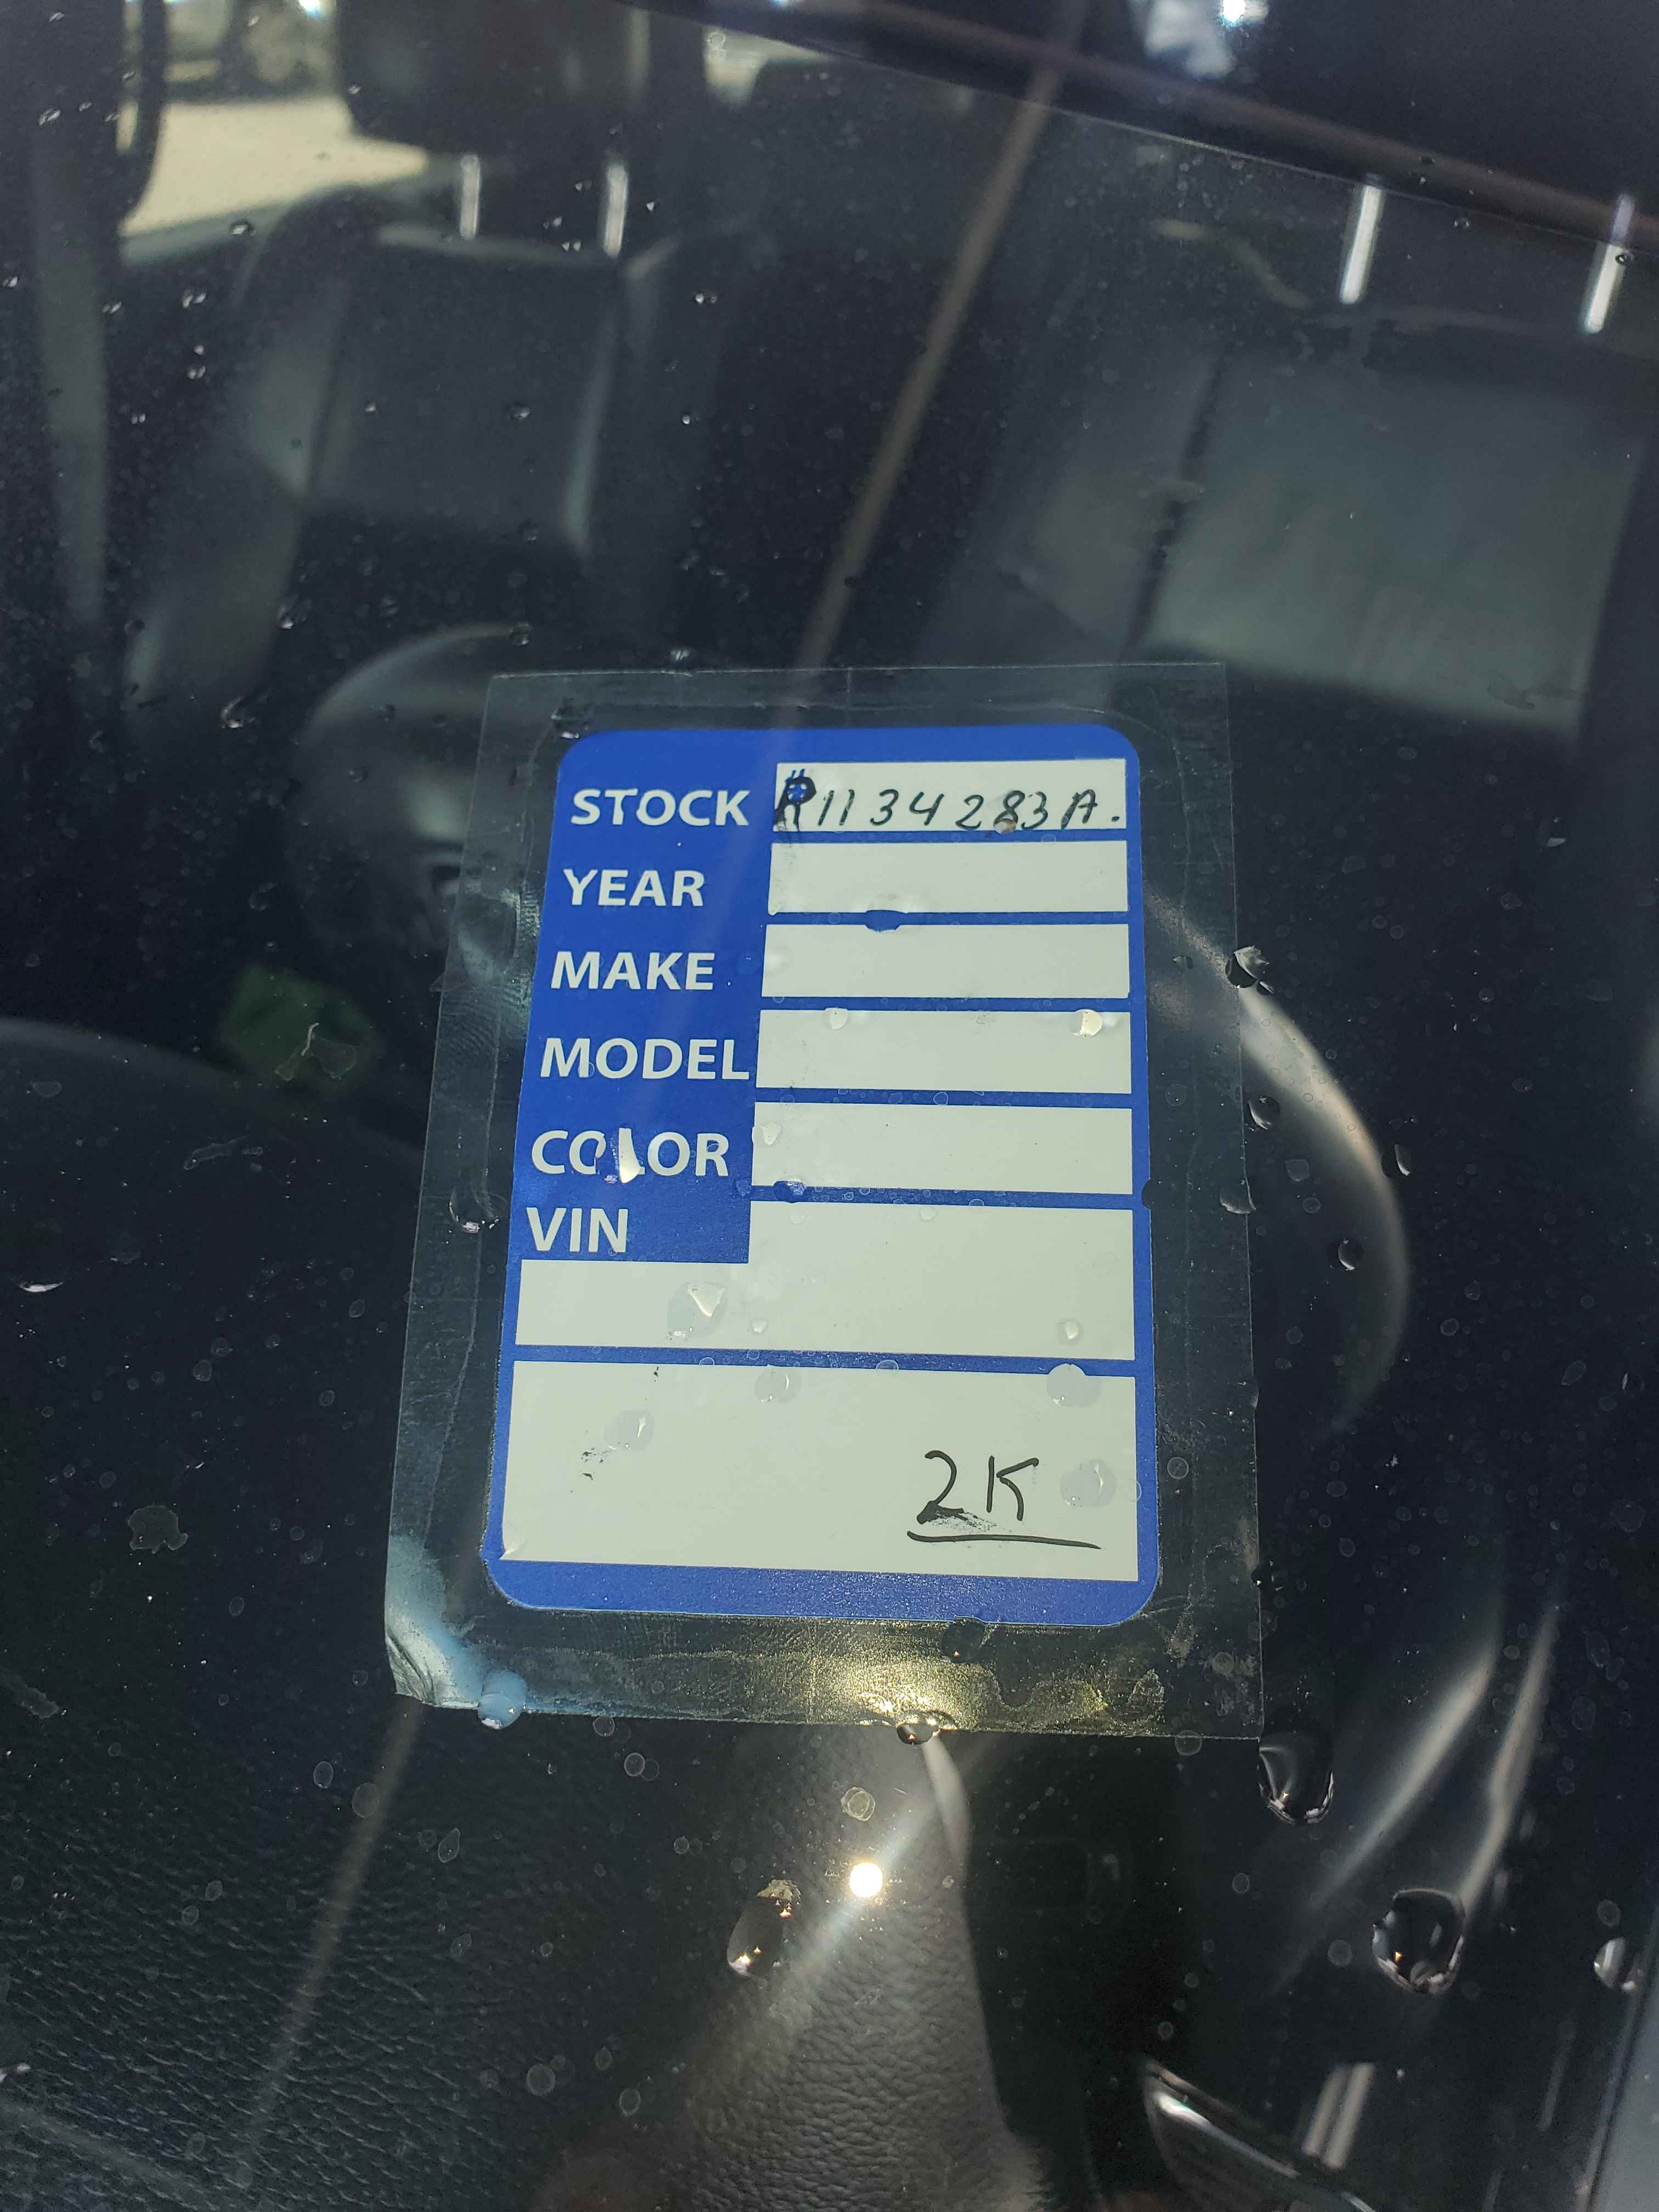 STOCK # R1134283A.
YEAR
MAKE
MODEL
COLOR
VIN
2K